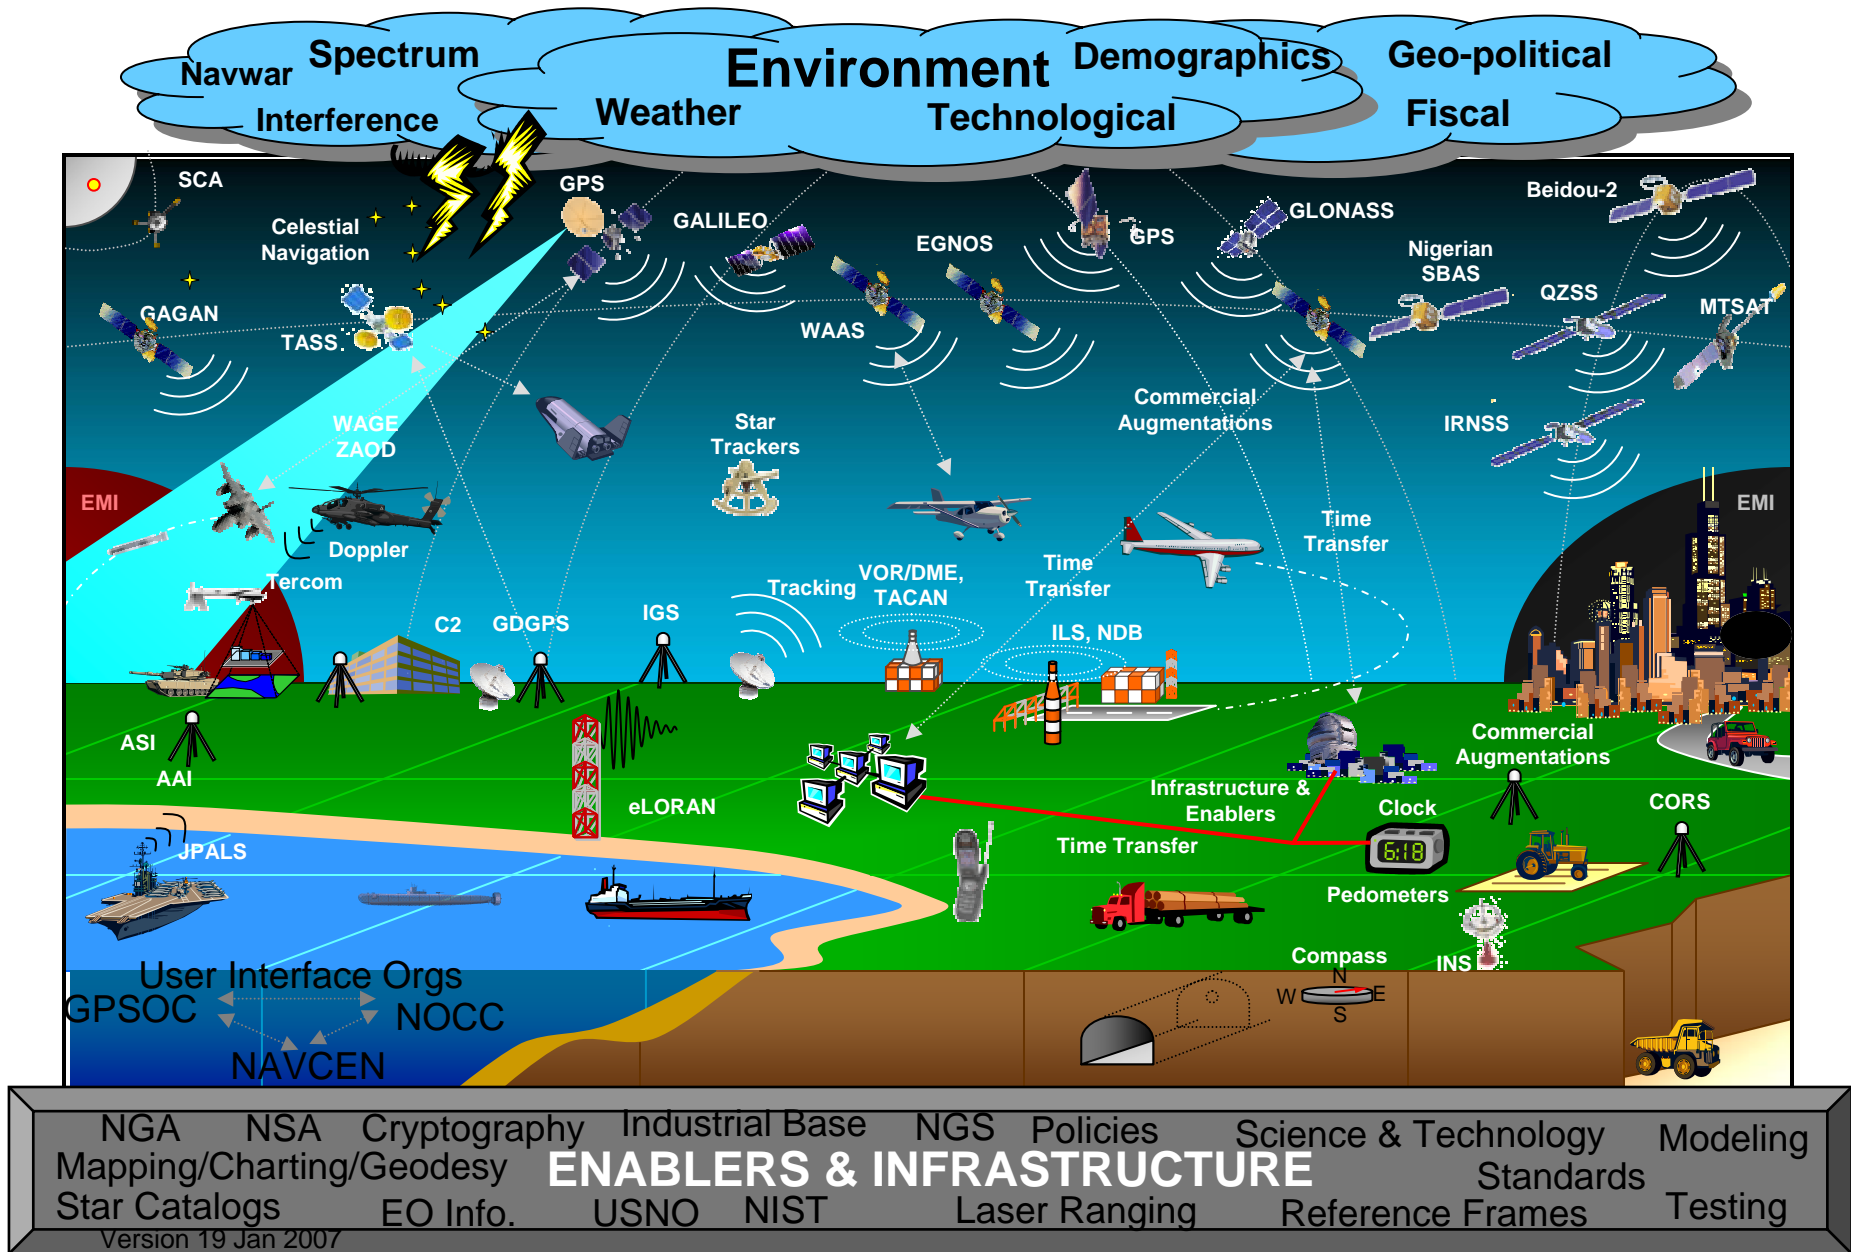 Spectrum
Environment
Demographics
Geo-political
Navwar
Interference
Weather
Technological
Fiscal
SCA
GPS
Beidou-2
Celestial
Navigation
GALILEO
EGNOS
GPS
GLONASS
Nigerian
SBAS
GAGAN
TASS
WAAS
QZSS
MTSAT
WAGE
ZAOD
Star
Trackers
Commercial
Augmentations
IRNSS
EMI
EMI
Doppler
Time
Transfer
Tercom
Tracking
VOR/DME,
TACAN
Time
Transfer
C2
GDGPS
IGS
ILS, NDB
ASI
AAI
Commercial
Augmentations
eLORAN
Infrastructure &
Enablers
Clock
CORS
JPALS
Time Transfer
6:18
Pedometers
Compass
INS
N
W
E
S
User Interface Orgs
GPSOC
NOCC
NAVCEN
NGA
NSA
Cryptography
Industrial Base
NGS
Policies
Science & Technology
Modeling
Mapping/Charting/Geodesy
ENABLERS & INFRASTRUCTURE
Standards
Star Catalogs
EO Info.
USNO
NIST
Laser Ranging
Reference Frames
Testing
Version 19 Jan 2007